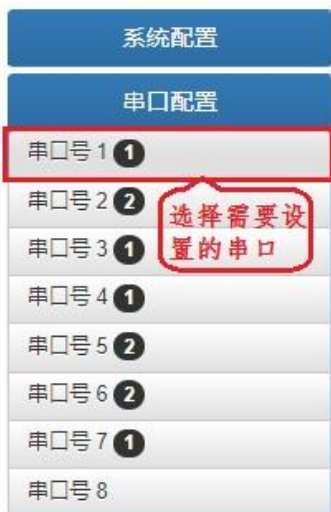 系统配置
串口配置
串口号 1 1
串口号 2 2
选择需要设
置的串口
串口号 3 1
串口号 4 1
串口号 5 2
串口号 6 2
串口号 7 1
串口号 8